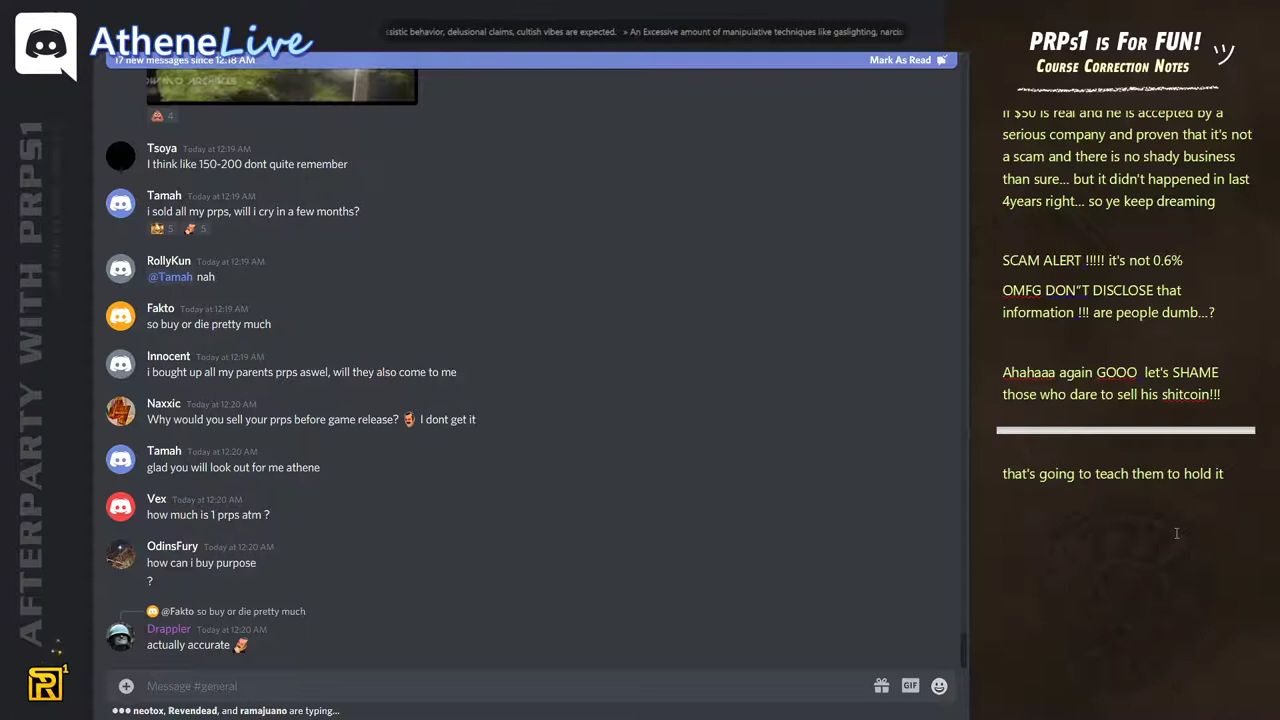 AtheneLive
ssistic behavior, delusional claims, cultish vibes are expected. » An Excessive amount of manipulative techniques like gaslighting, narcis
17 new messages since 12:18 AM
Mark As Read
4
Tsoya Today at 12:19 AM
I think like 150-200 dont quite remember
Tamah Today at 12:19 AM
i sold all my prps, will i cry in a few months?
5 5
RollyKun Today at 12:19 AM
@Tamah nah
Fakto Today at 12:19 AM
so buy or die pretty much
Innocent Today at 12:19 AM
i bought up all my parents prps aswel, will they also come to me
Naxxic Today at 12:20 AM
Why would you sell your prps before game release? I dont get it
Tamah Today at 12:20 AM
glad you will look out for me athene
Vex Today at 12:20 AM
how much is 1 prps atm ?
OdinsFury Today at 12:20 AM
how can i buy purpose
?
@Fakto so buy or die pretty much
Drappler Today at 12:20 AM
actually accurate
Message #general
GIF
neotox, Revendead, and ramajuano are typing...
AFTERPARTY WITH PRPS1
R1
PRPs1 is For FUN!
Course Correction Notes
ツ
If $50 is real and he is accepted by a
serious company and proven that it's not
a scam and there is no shady business
than sure... but it didn't happened in last
4years right... so ye keep dreaming
SCAM ALERT !!!!! it's not 0.6%
OMFG DON"T DISCLOSE that
information !!! are people dumb...?
Ahahaaa again GOOO let's SHAME
those who dare to sell his shitcoin!!!
that's going to teach them to hold it